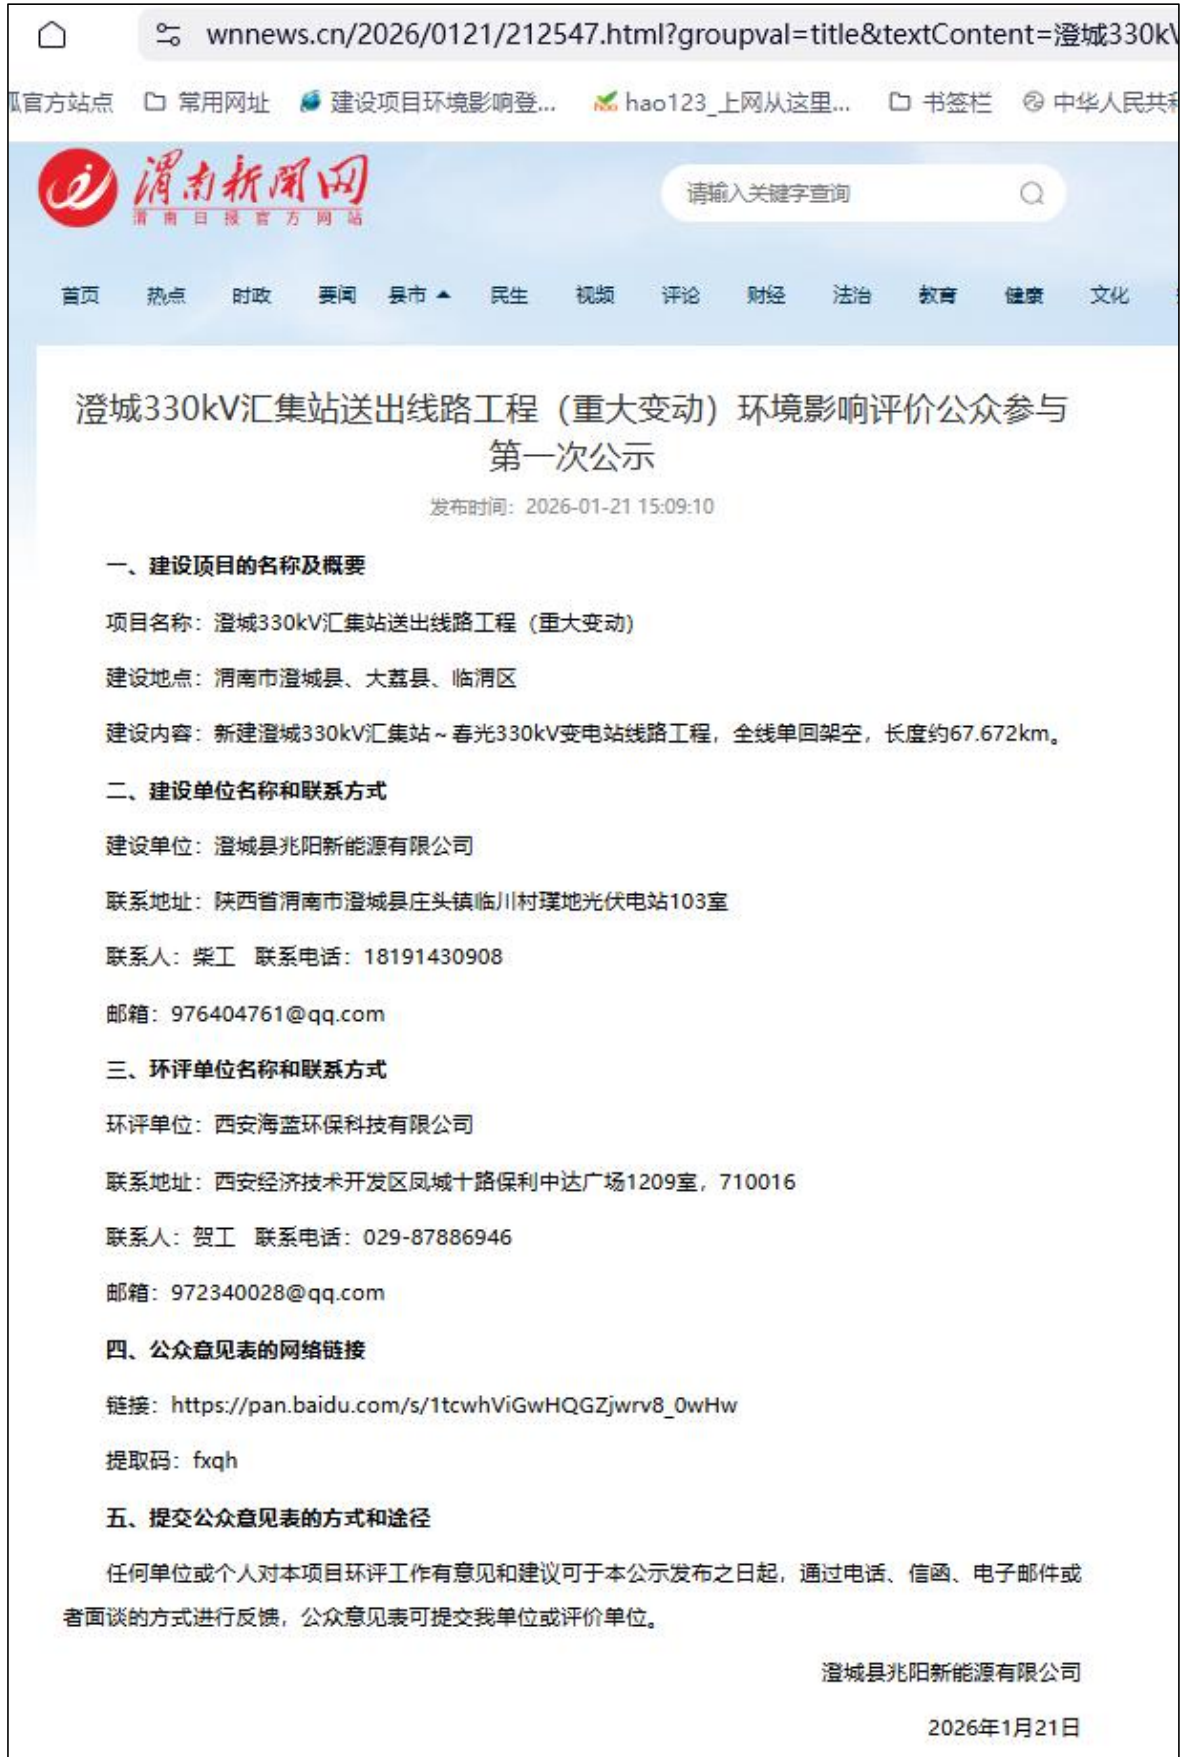 wnnews.cn/2026/0121/212547.html?groupval=title&textContent=澄城330kV
狐官方站点 常用网址 建设项目环境影响登... hao123_上网从这里... 书签栏 中华人民共和
渭南新闻网
渭南日报官方网站
请输入关键字查询
首页 热点 时政 要闻 县市 民生 视频 评论 财经 法治 教育 健康 文化
澄城330kV汇集站送出线路工程（重大变动）环境影响评价公众参与
第一次公示
发布时间：2026-01-21 15:09:10
一、建设项目的名称及概要
项目名称：澄城330kV汇集站送出线路工程（重大变动）
建设地点：渭南市澄城县、大荔县、临渭区
建设内容：新建澄城330kV汇集站～春光330kV变电站线路工程，全线单回架空，长度约67.672km。
二、建设单位名称和联系方式
建设单位：澄城县兆阳新能源有限公司
联系地址：陕西省渭南市澄城县庄头镇临川村璞地光伏电站103室
联系人：柴工 联系电话：18191430908
邮箱：976404761@qq.com
三、环评单位名称和联系方式
环评单位：西安海蓝环保科技有限公司
联系地址：西安经济技术开发区凤城十路保利中达广场1209室，710016
联系人：贺工 联系电话：029-87886946
邮箱：972340028@qq.com
四、公众意见表的网络链接
链接：https://pan.baidu.com/s/1tcwhViGwHQGZjwrv8_0wHw
提取码：fxqh
五、提交公众意见表的方式和途径
任何单位或个人对本项目环评工作有意见和建议可于本公示发布之日起，通过电话、信函、电子邮件或
者面谈的方式进行反馈，公众意见表可提交我单位或评价单位。
澄城县兆阳新能源有限公司
2026年1月21日